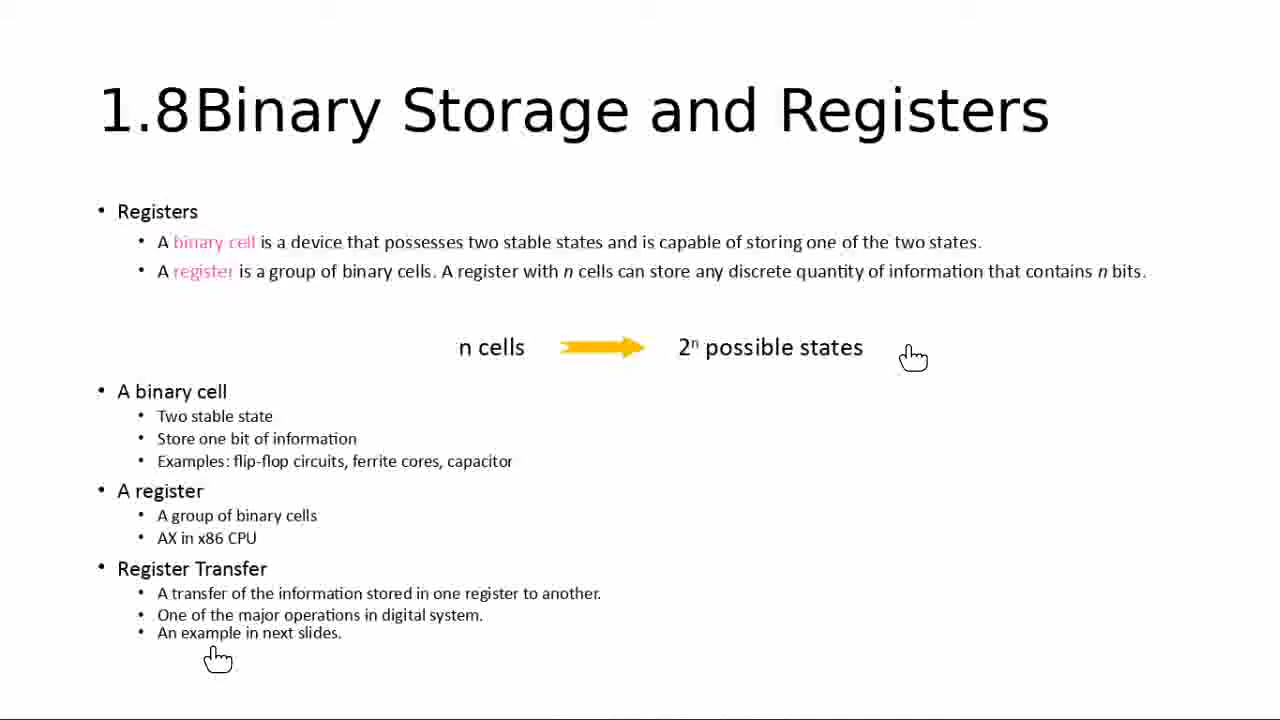 1.8Binary Storage and Registers
• Registers
• A binary cell is a device that possesses two stable states and is capable of storing one of the two states.
• A register is a group of binary cells. A register with n cells can store any discrete quantity of information that contains n bits.
n cells 2ⁿ possible states
• A binary cell
• Two stable state
• Store one bit of information
• Examples: flip-flop circuits, ferrite cores, capacitor
• A register
• A group of binary cells
• AX in x86 CPU
• Register Transfer
• A transfer of the information stored in one register to another.
• One of the major operations in digital system.
• An example in next slides.